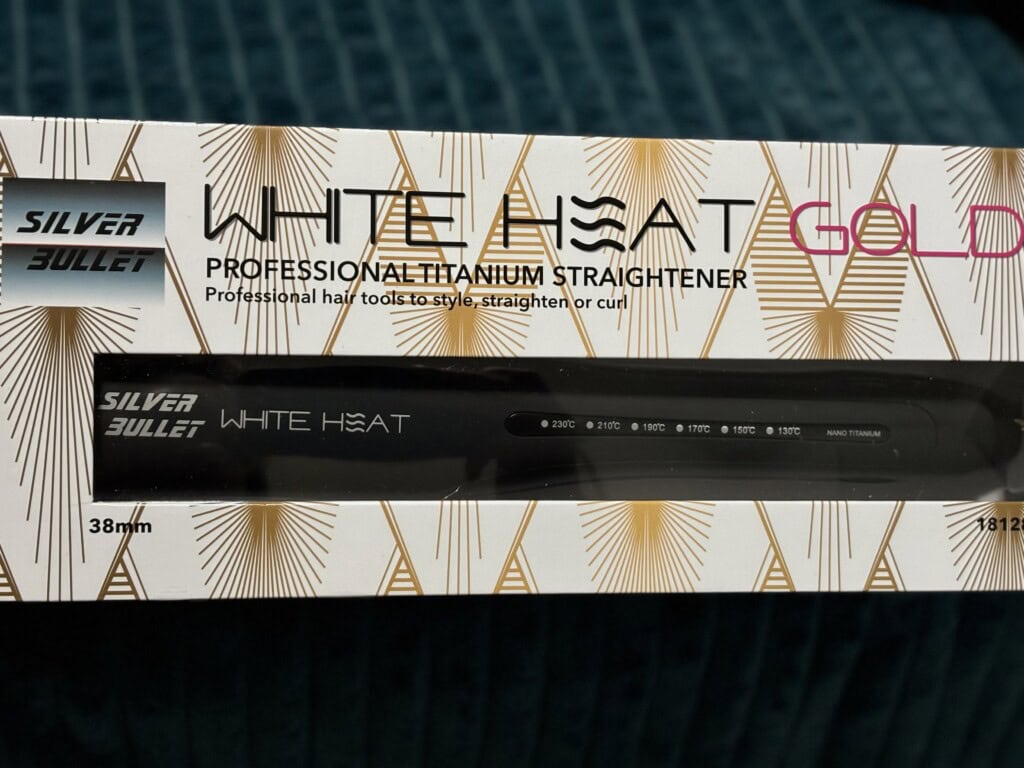 SILVER
BULLET
WHITE HEAT GOLD
PROFESSIONAL TITANIUM STRAIGHTENER
Professional hair tools to style, straighten or curl
SILVER
BULLET
WHITE HEAT
230°C 210°C 190°C 170°C 150°C 130°C NANO TITANIUM
38mm